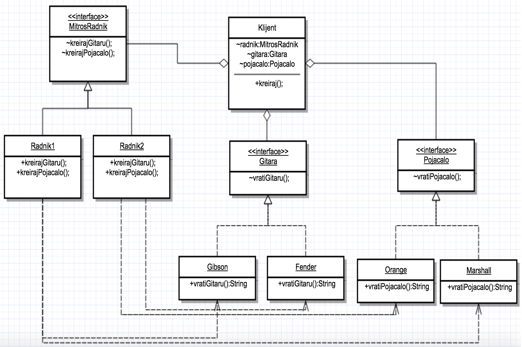 <<interface>>
MitrosRadnik
~kreirajGitaru();
~kreirajPojacalo();
Klijent
~radnik:MitrosRadnik
~gitara:Gitara
~pojacalo:Pojacalo
+kreiraj();
Radnik1
+kreirajGitaru();
+kreirajPojacalo();
Radnik2
+kreirajGitaru();
+kreirajPojacalo();
<<interface>>
Gitara
~vratiGitaru();
<<interface>>
Pojacalo
~vratiPojacalo();
Gibson
+vratiGitaru():String
Fender
+vratiGitaru():String
Orange
+vratiPojacalo():String
Marshall
+vratiPojacalo():String